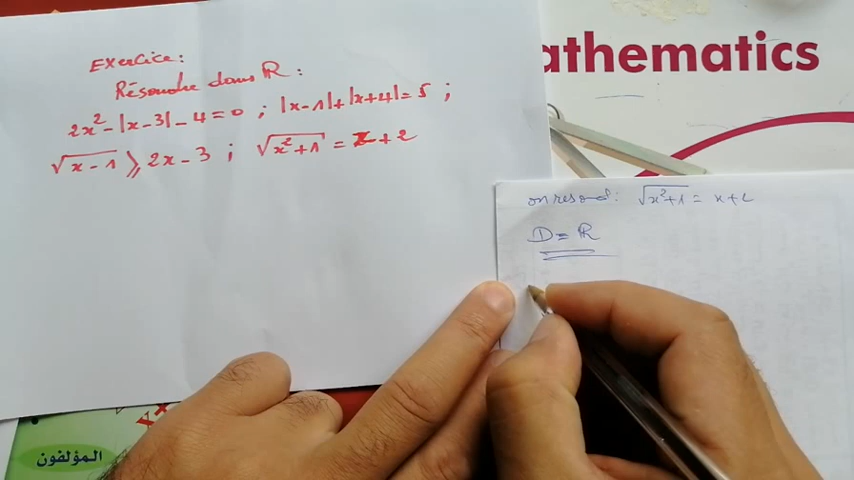 Exercice:
Résoudre dans ℝ:
2x² - |x-3| - 4 = 0 ; |x-1| + |x+4| = 5 ;
√(x-1) ⩾ 2x - 3 ; √(x²+1) = x + 2
athematics
on resoud: √(x²+1) = x+2
D = ℝ
المؤلفون